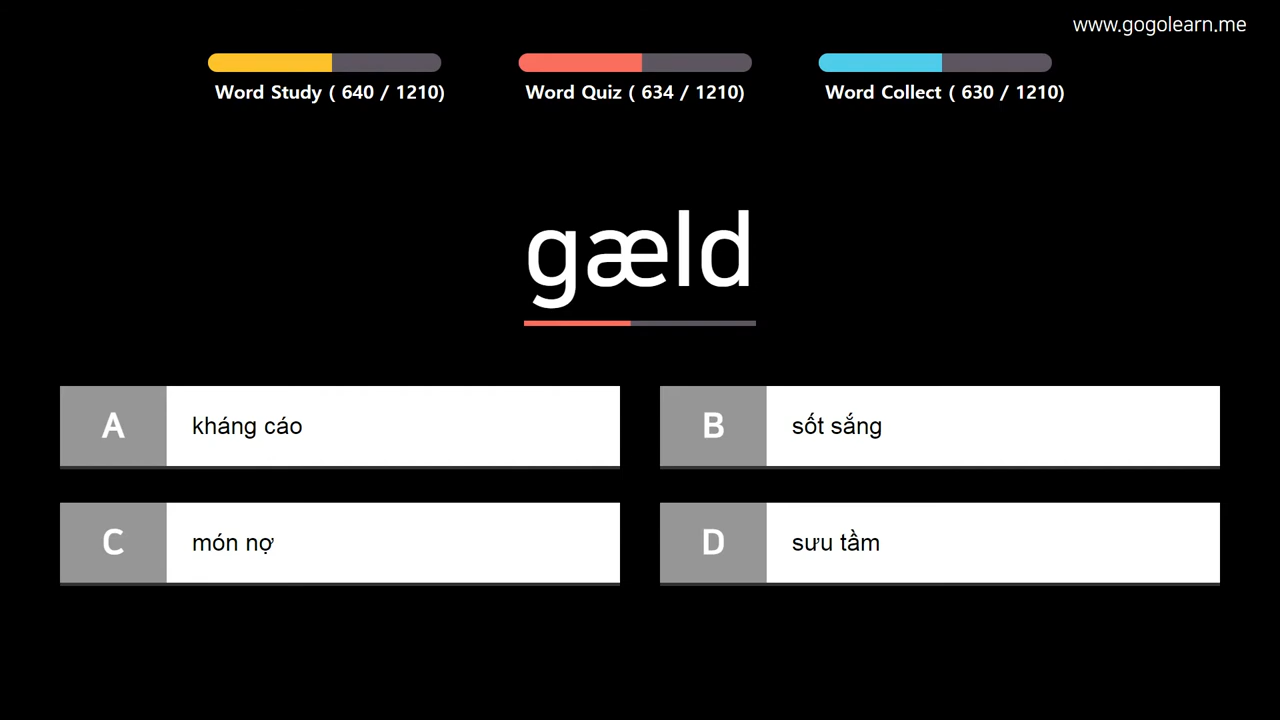 www.gogolearn.me
Word Study ( 640 / 1210)
Word Quiz ( 634 / 1210)
Word Collect ( 630 / 1210)
gæld
A
kháng cáo
B
sốt sắng
C
món nợ
D
sưu tầm